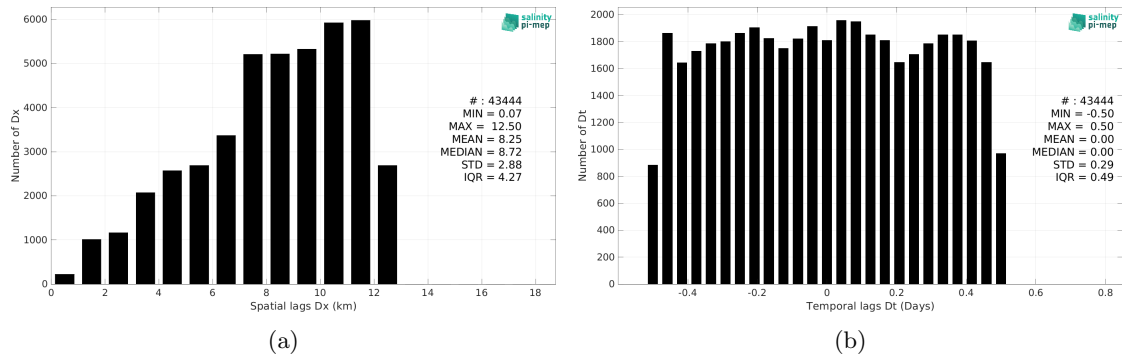 6000
5000
4000
3000
2000
1000
0
Number of Dx
0 2 4 6 8 10 12 14 16 18
Spatial lags Dx (km)
salinity
pi-mep
# : 43444
MIN = 0.07
MAX = 12.50
MEAN = 8.25
MEDIAN = 8.72
STD = 2.88
IQR = 4.27
(a)
2000
1800
1600
1400
1200
1000
800
600
400
200
0
Number of Dt
-0.4 -0.2 0 0.2 0.4 0.6 0.8
Temporal lags Dt (Days)
salinity
pi-mep
# : 43444
MIN = -0.50
MAX = 0.50
MEAN = 0.00
MEDIAN = 0.00
STD = 0.29
IQR = 0.49
(b)